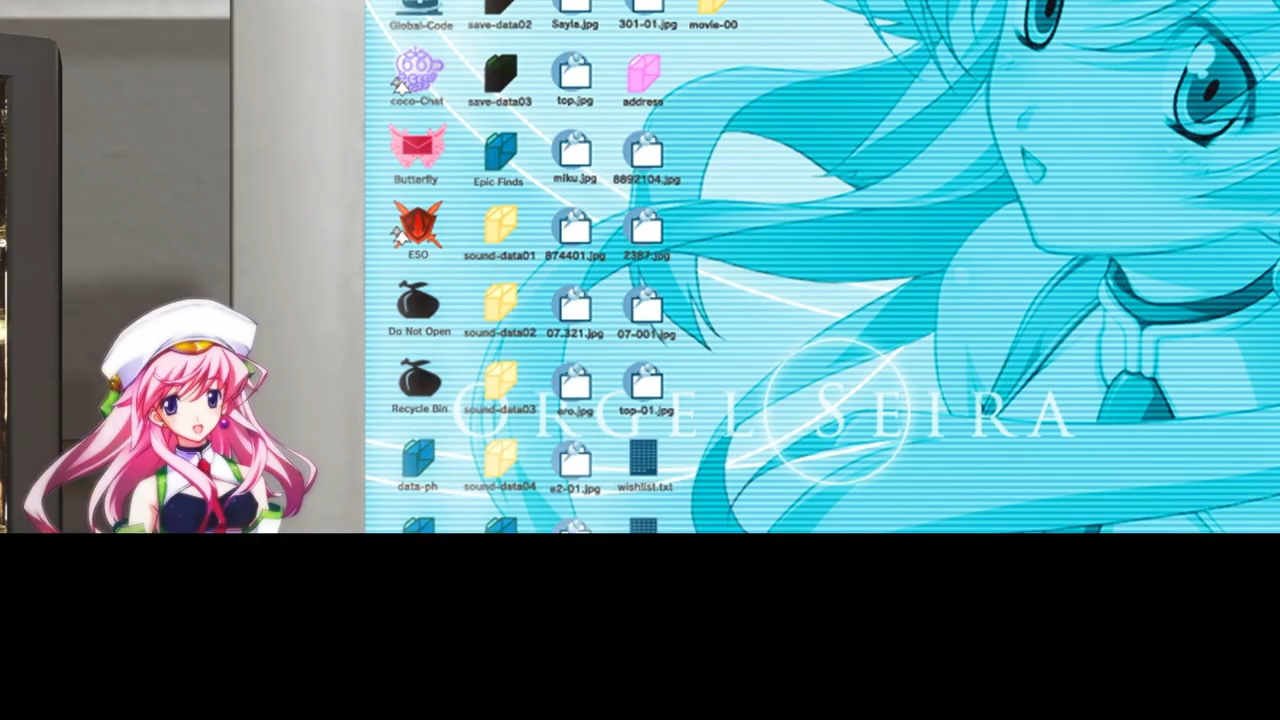 Global-Code save-data02 Sayla.jpg 301-01.jpg movie-00
coco-Chat save-data03 top.jpg address
Butterfly Epic Finds miku.jpg 8892104.jpg
ESO sound-data01 874401.jpg 2387.jpg
Do Not Open sound-data02 07.321.jpg 07-001.jpg
Recycle Bin sound-data03 ero.jpg top-01.jpg
ORGEL SEIRA
data-ph sound-data04 e2-01.jpg wishlist.txt